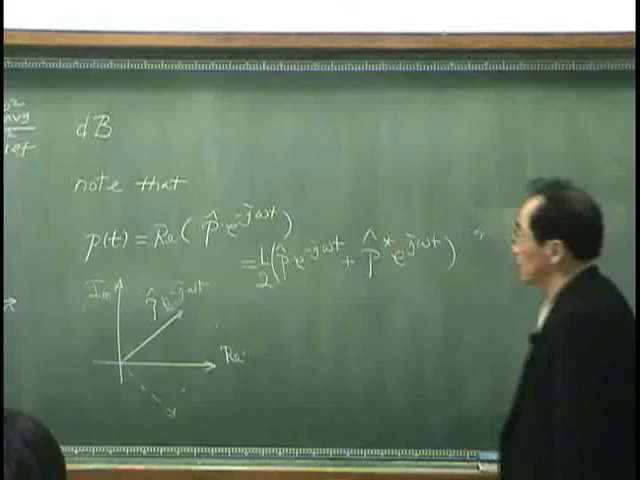 dB
note that
p(t) = Re( P̂ e^{-jωt} )
= 1/2 ( P̂ e^{-jωt} + P̂* e^{jωt} )
Im
P̂ e^{-jωt}
Re